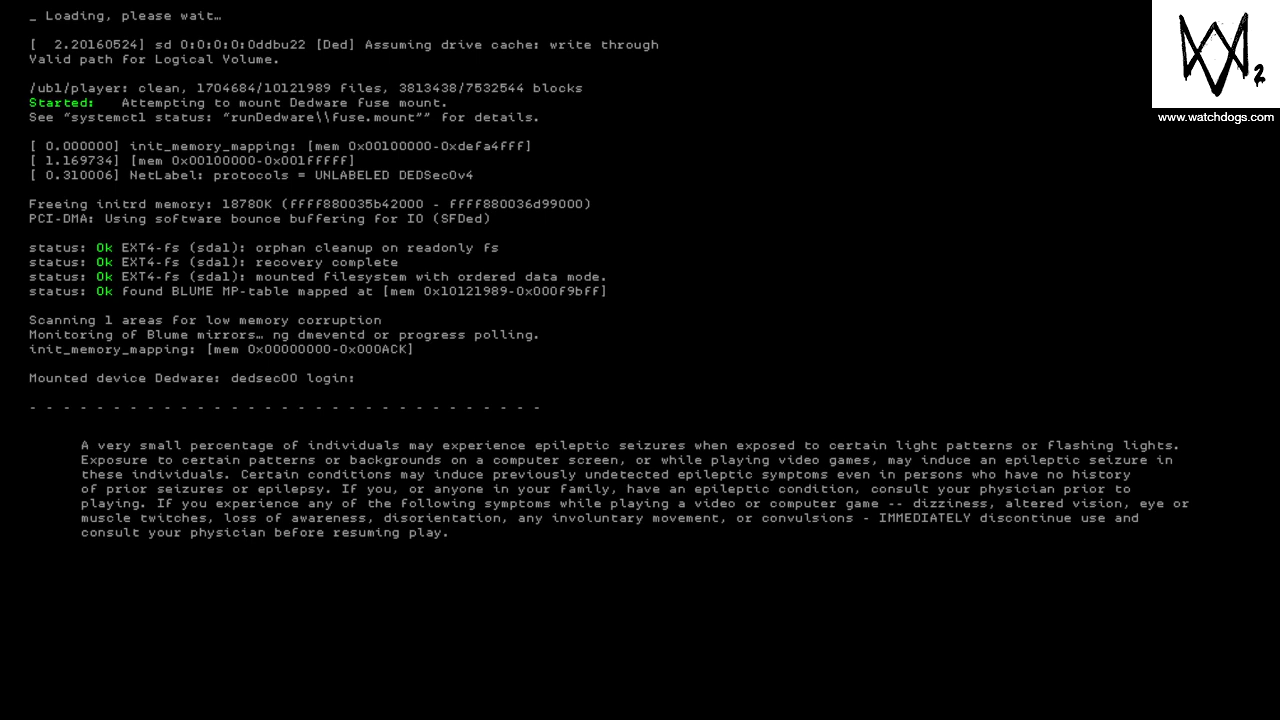 _ Loading, please wait…
[  2.20160524] sd 0:0:0:0:0ddbu22 [Ded] Assuming drive cache: write through
Valid path for Logical Volume.
/ubl/player: clean, 1704684/10121989 files, 3813438/7532544 blocks
Started:   Attempting to mount Dedware fuse mount.
See “systemctl status: “runDedware\\fuse.mount”” for details.
[ 0.000000] init_memory_mapping: [mem 0x00100000-0xdefa4fff]
[ 1.169734] [mem 0x00100000-0x001fffff]
[ 0.310006] NetLabel: protocols = UNLABELED DEDSec0v4
Freeing initrd memory: 18780K (ffff880035b42000 - ffff880036d99000)
PCI-DMA: Using software bounce buffering for IO (SFDed)
status: Ok EXT4-fs (sda1): orphan cleanup on readonly fs
status: Ok EXT4-fs (sda1): recovery complete
status: Ok EXT4-fs (sda1): mounted filesystem with ordered data mode.
status: Ok found BLUME MP-table mapped at [mem 0x10121989-0x000f9bff]
Scanning 1 areas for low memory corruption
Monitoring of Blume mirrors… ng dmeventd or progress polling.
init_memory_mapping: [mem 0x00000000-0x000ACK]
Mounted device Dedware: dedsec00 login:
- - - - - - - - - - - - - - - - - - - - - - - - - - - - - - -
A very small percentage of individuals may experience epileptic seizures when exposed to certain light patterns or flashing lights.
Exposure to certain patterns or backgrounds on a computer screen, or while playing video games, may induce an epileptic seizure in
these individuals. Certain conditions may induce previously undetected epileptic symptoms even in persons who have no history
of prior seizures or epilepsy. If you, or anyone in your family, have an epileptic condition, consult your physician prior to
playing. If you experience any of the following symptoms while playing a video or computer game -- dizziness, altered vision, eye or
muscle twitches, loss of awareness, disorientation, any involuntary movement, or convulsions - IMMEDIATELY discontinue use and
consult your physician before resuming play.
2
www.watchdogs.com